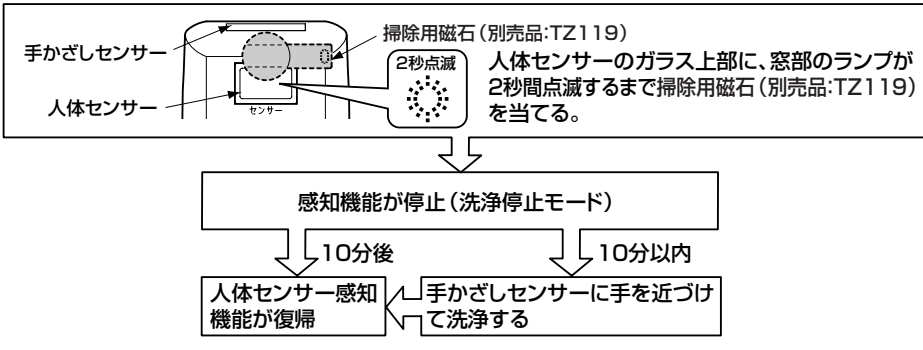 手かざしセンサー
人体センサー
センサー
2秒点滅
掃除用磁石（別売品：TZ119）
人体センサーのガラス上部に、窓部のランプが
2秒間点滅するまで掃除用磁石（別売品：TZ119）
を当てる。
感知機能が停止（洗浄停止モード）
10分後
10分以内
人体センサー感知
機能が復帰
手かざしセンサーに手を近づけ
て洗浄する